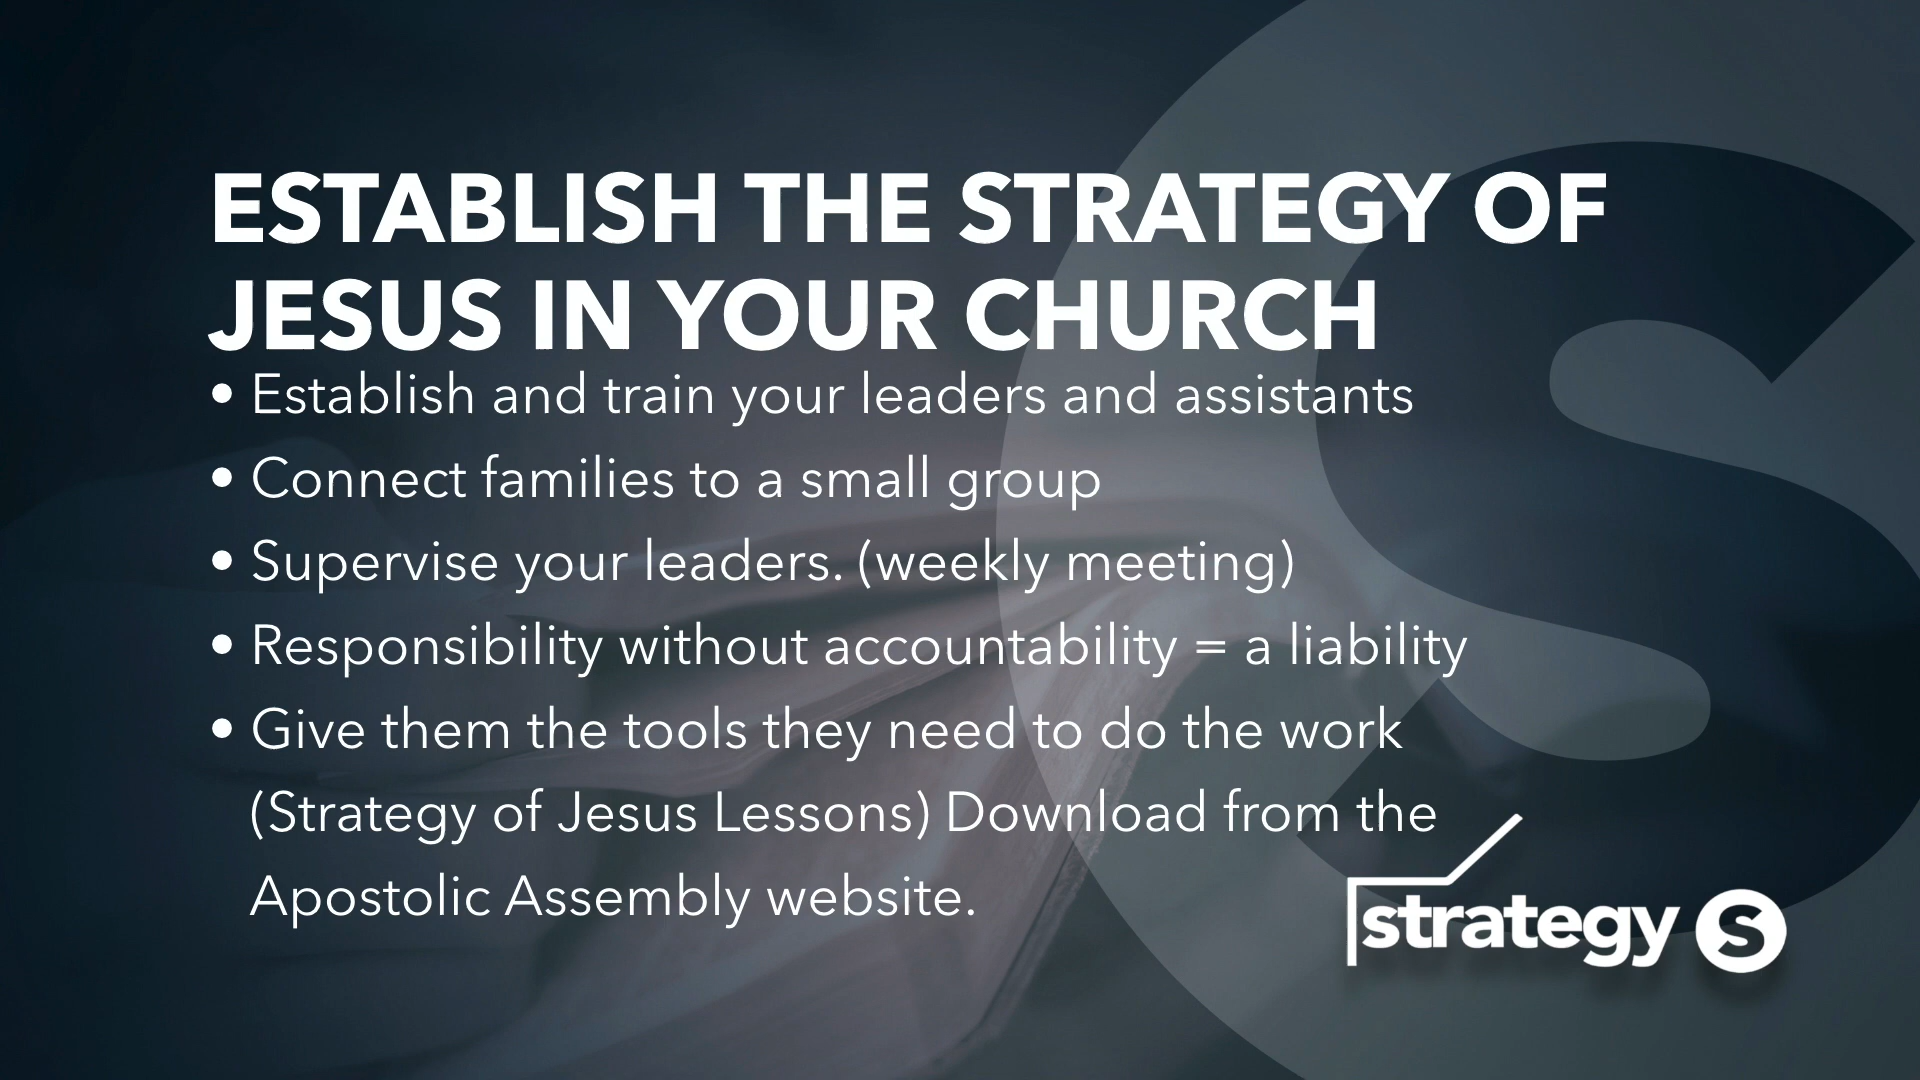 ESTABLISH THE STRATEGY OF
JESUS IN YOUR CHURCH
• Establish and train your leaders and assistants
• Connect families to a small group
• Supervise your leaders. (weekly meeting)
• Responsibility without accountability = a liability
• Give them the tools they need to do the work
(Strategy of Jesus Lessons) Download from the
Apostolic Assembly website.
strategy S